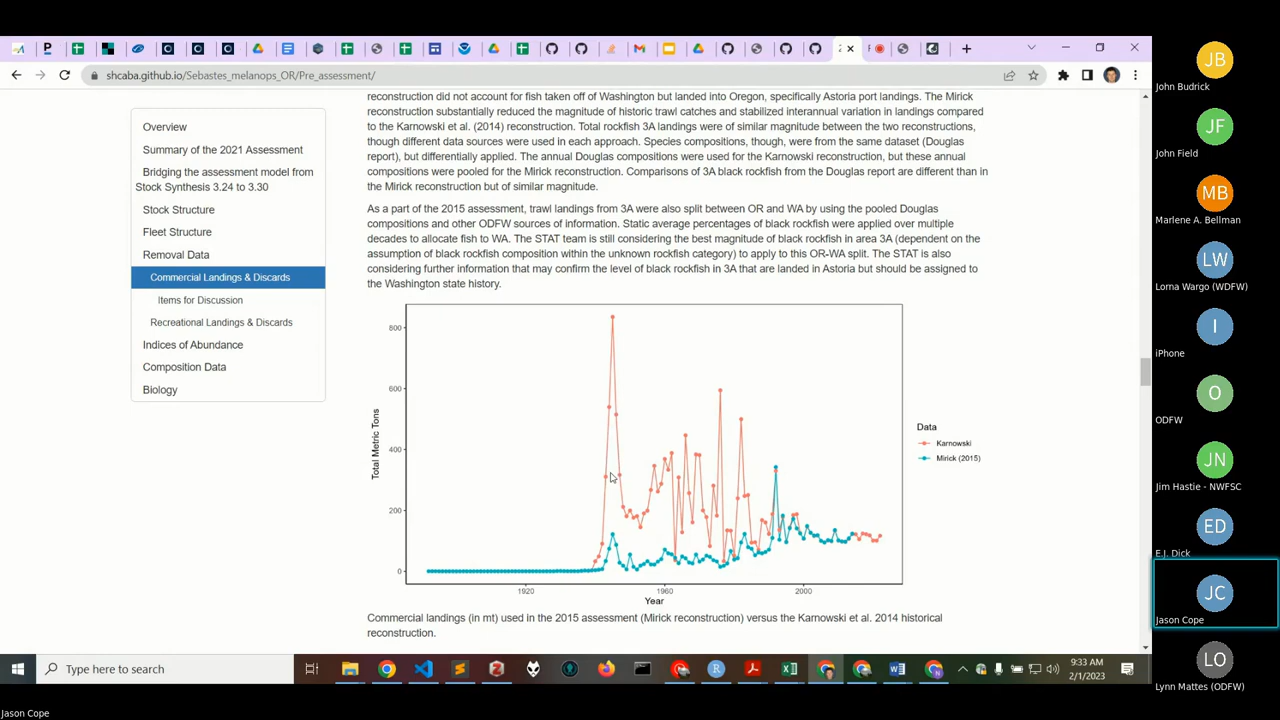 shcaba.github.io/Sebastes_melanops_OR/Pre_assessment/
Overview
Summary of the 2021 Assessment
Bridging the assessment model from
Stock Synthesis 3.24 to 3.30
Stock Structure
Fleet Structure
Removal Data
Commercial Landings & Discards
Items for Discussion
Recreational Landings & Discards
Indices of Abundance
Composition Data
Biology
reconstruction did not account for fish taken off of Washington but landed into Oregon, specifically Astoria port landings. The Mirick
reconstruction substantially reduced the magnitude of historic trawl catches and stabilized interannual variation in landings compared
to the Karnowski et al. (2014) reconstruction. Total rockfish 3A landings were of similar magnitude between the two reconstructions,
though different data sources were used in each approach. Species compositions, though, were from the same dataset (Douglas
report), but differentially applied. The annual Douglas compositions were used for the Karnowski reconstruction, but these annual
compositions were pooled for the Mirick reconstruction. Comparisons of 3A black rockfish from the Douglas report are different than in
the Mirick reconstruction but of similar magnitude.
As a part of the 2015 assessment, trawl landings from 3A were also split between OR and WA by using the pooled Douglas
compositions and other ODFW sources of information. Static average percentages of black rockfish were applied over multiple
decades to allocate fish to WA. The STAT team is still considering the best magnitude of black rockfish in area 3A (dependent on the
assumption of black rockfish composition within the unknown rockfish category) to apply to this OR-WA split. The STAT is also
considering further information that may confirm the level of black rockfish in 3A that are landed in Astoria but should be assigned to
the Washington state history.
800
600
400
200
0
Total Metric Tons
1920
1960
2000
Year
Data
Karnowski
Mirick (2015)
Commercial landings (in mt) used in the 2015 assessment (Mirick reconstruction) versus the Karnowski et al. 2014 historical
reconstruction.
Type here to search
9:33 AM
2/1/2023
JB
John Budrick
JF
John Field
MB
Marlene A. Bellman
LW
Lorna Wargo (WDFW)
I
iPhone
O
ODFW
JN
Jim Hastie - NWFSC
ED
E.J. Dick
JC
Jason Cope
LO
Lynn Mattes (ODFW)
Jason Cope